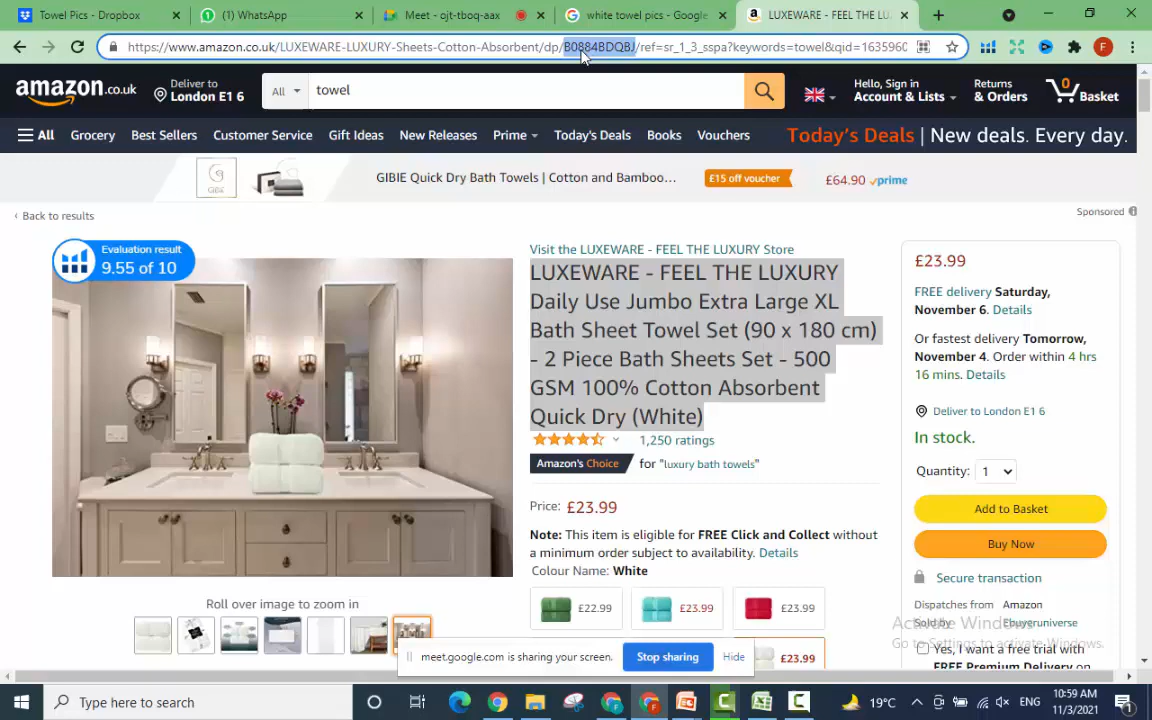 Towel Pics - Dropbox
(1) WhatsApp
Meet - ojt-tboq-aax
white towel pics - Google
LUXEWARE - FEEL THE LU
https://www.amazon.co.uk/LUXEWARE-LUXURY-Sheets-Cotton-Absorbent/dp/B0884BDQBJ/ref=sr_1_3_sspa?keywords=towel&qid=1635960
F
amazon.co.uk
Deliver to
London E1 6
All
towel
Hello, Sign in
Account & Lists
Returns
& Orders
0
Basket
All Grocery Best Sellers Customer Service Gift Ideas New Releases Prime Today's Deals Books Vouchers
Today's Deals | New deals. Every day.
GIBIE
GIBIE Quick Dry Bath Towels | Cotton and Bamboo...
£15 off voucher
£64.90 prime
‹ Back to results
Sponsored
Evaluation result
9.55 of 10
Visit the LUXEWARE - FEEL THE LUXURY Store
LUXEWARE - FEEL THE LUXURY
Daily Use Jumbo Extra Large XL
Bath Sheet Towel Set (90 x 180 cm)
- 2 Piece Bath Sheets Set - 500
GSM 100% Cotton Absorbent
Quick Dry (White)
1,250 ratings
Amazon's Choice for "luxury bath towels"
Price: £23.99
Note: This item is eligible for FREE Click and Collect without
a minimum order subject to availability. Details
Colour Name: White
£22.99
£23.99
£23.99
£23.99
Roll over image to zoom in
£23.99
FREE delivery Saturday,
November 6. Details
Or fastest delivery Tomorrow,
November 4. Order within 4 hrs
16 mins. Details
Deliver to London E1 6
In stock.
Quantity: 1
Add to Basket
Buy Now
Secure transaction
Dispatches from Amazon
Sold by Ebuygruniverse
Yes, I want a free trial with
FREE Premium Delivery on
Activate Windows
Go to Settings to activate Windows.
meet.google.com is sharing your screen.
Stop sharing
Hide
Type here to search
19°C
ENG
10:59 AM
11/3/2021
1